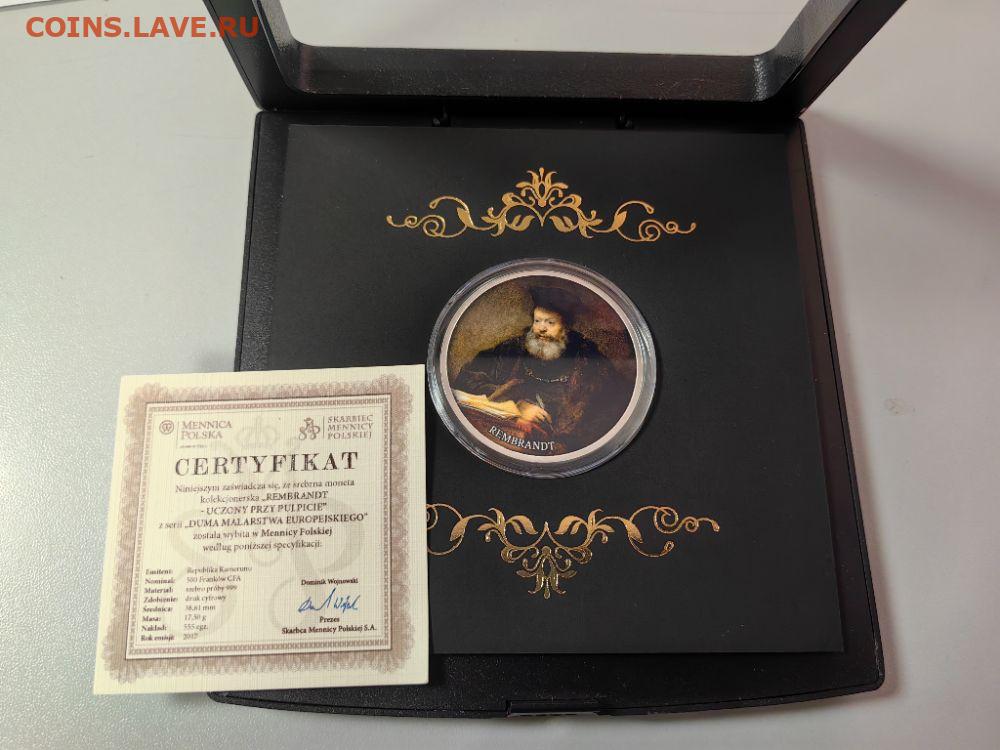 COINS.LAVE.RU
REMBRANDT
MENNICA
POLSKA
SKARBIEC
MENNICY
POLSKIEJ
CERTYFIKAT
Niniejszym zaświadcza się, że srebrna moneta
kolekcjonerska „REMBRANDT
- UCZONY PRZY PULPICIE"
z serii „DUMA MALARSTWA EUROPEJSKIEGO"
została wybita w Mennicy Polskiej
według poniższej specyfikacji:
Emitent: Republika Kamerunu
Nominał: 500 Franków CFA
Materiał: srebro próby 999
Zdobienie: druk cyfrowy
Średnica: 38,61 mm
Masa: 17,50 g
Nakład: 555 egz.
Rok emisji: 2017
Dominik Wojnowski
Prezes
Skarbca Mennicy Polskiej S.A.